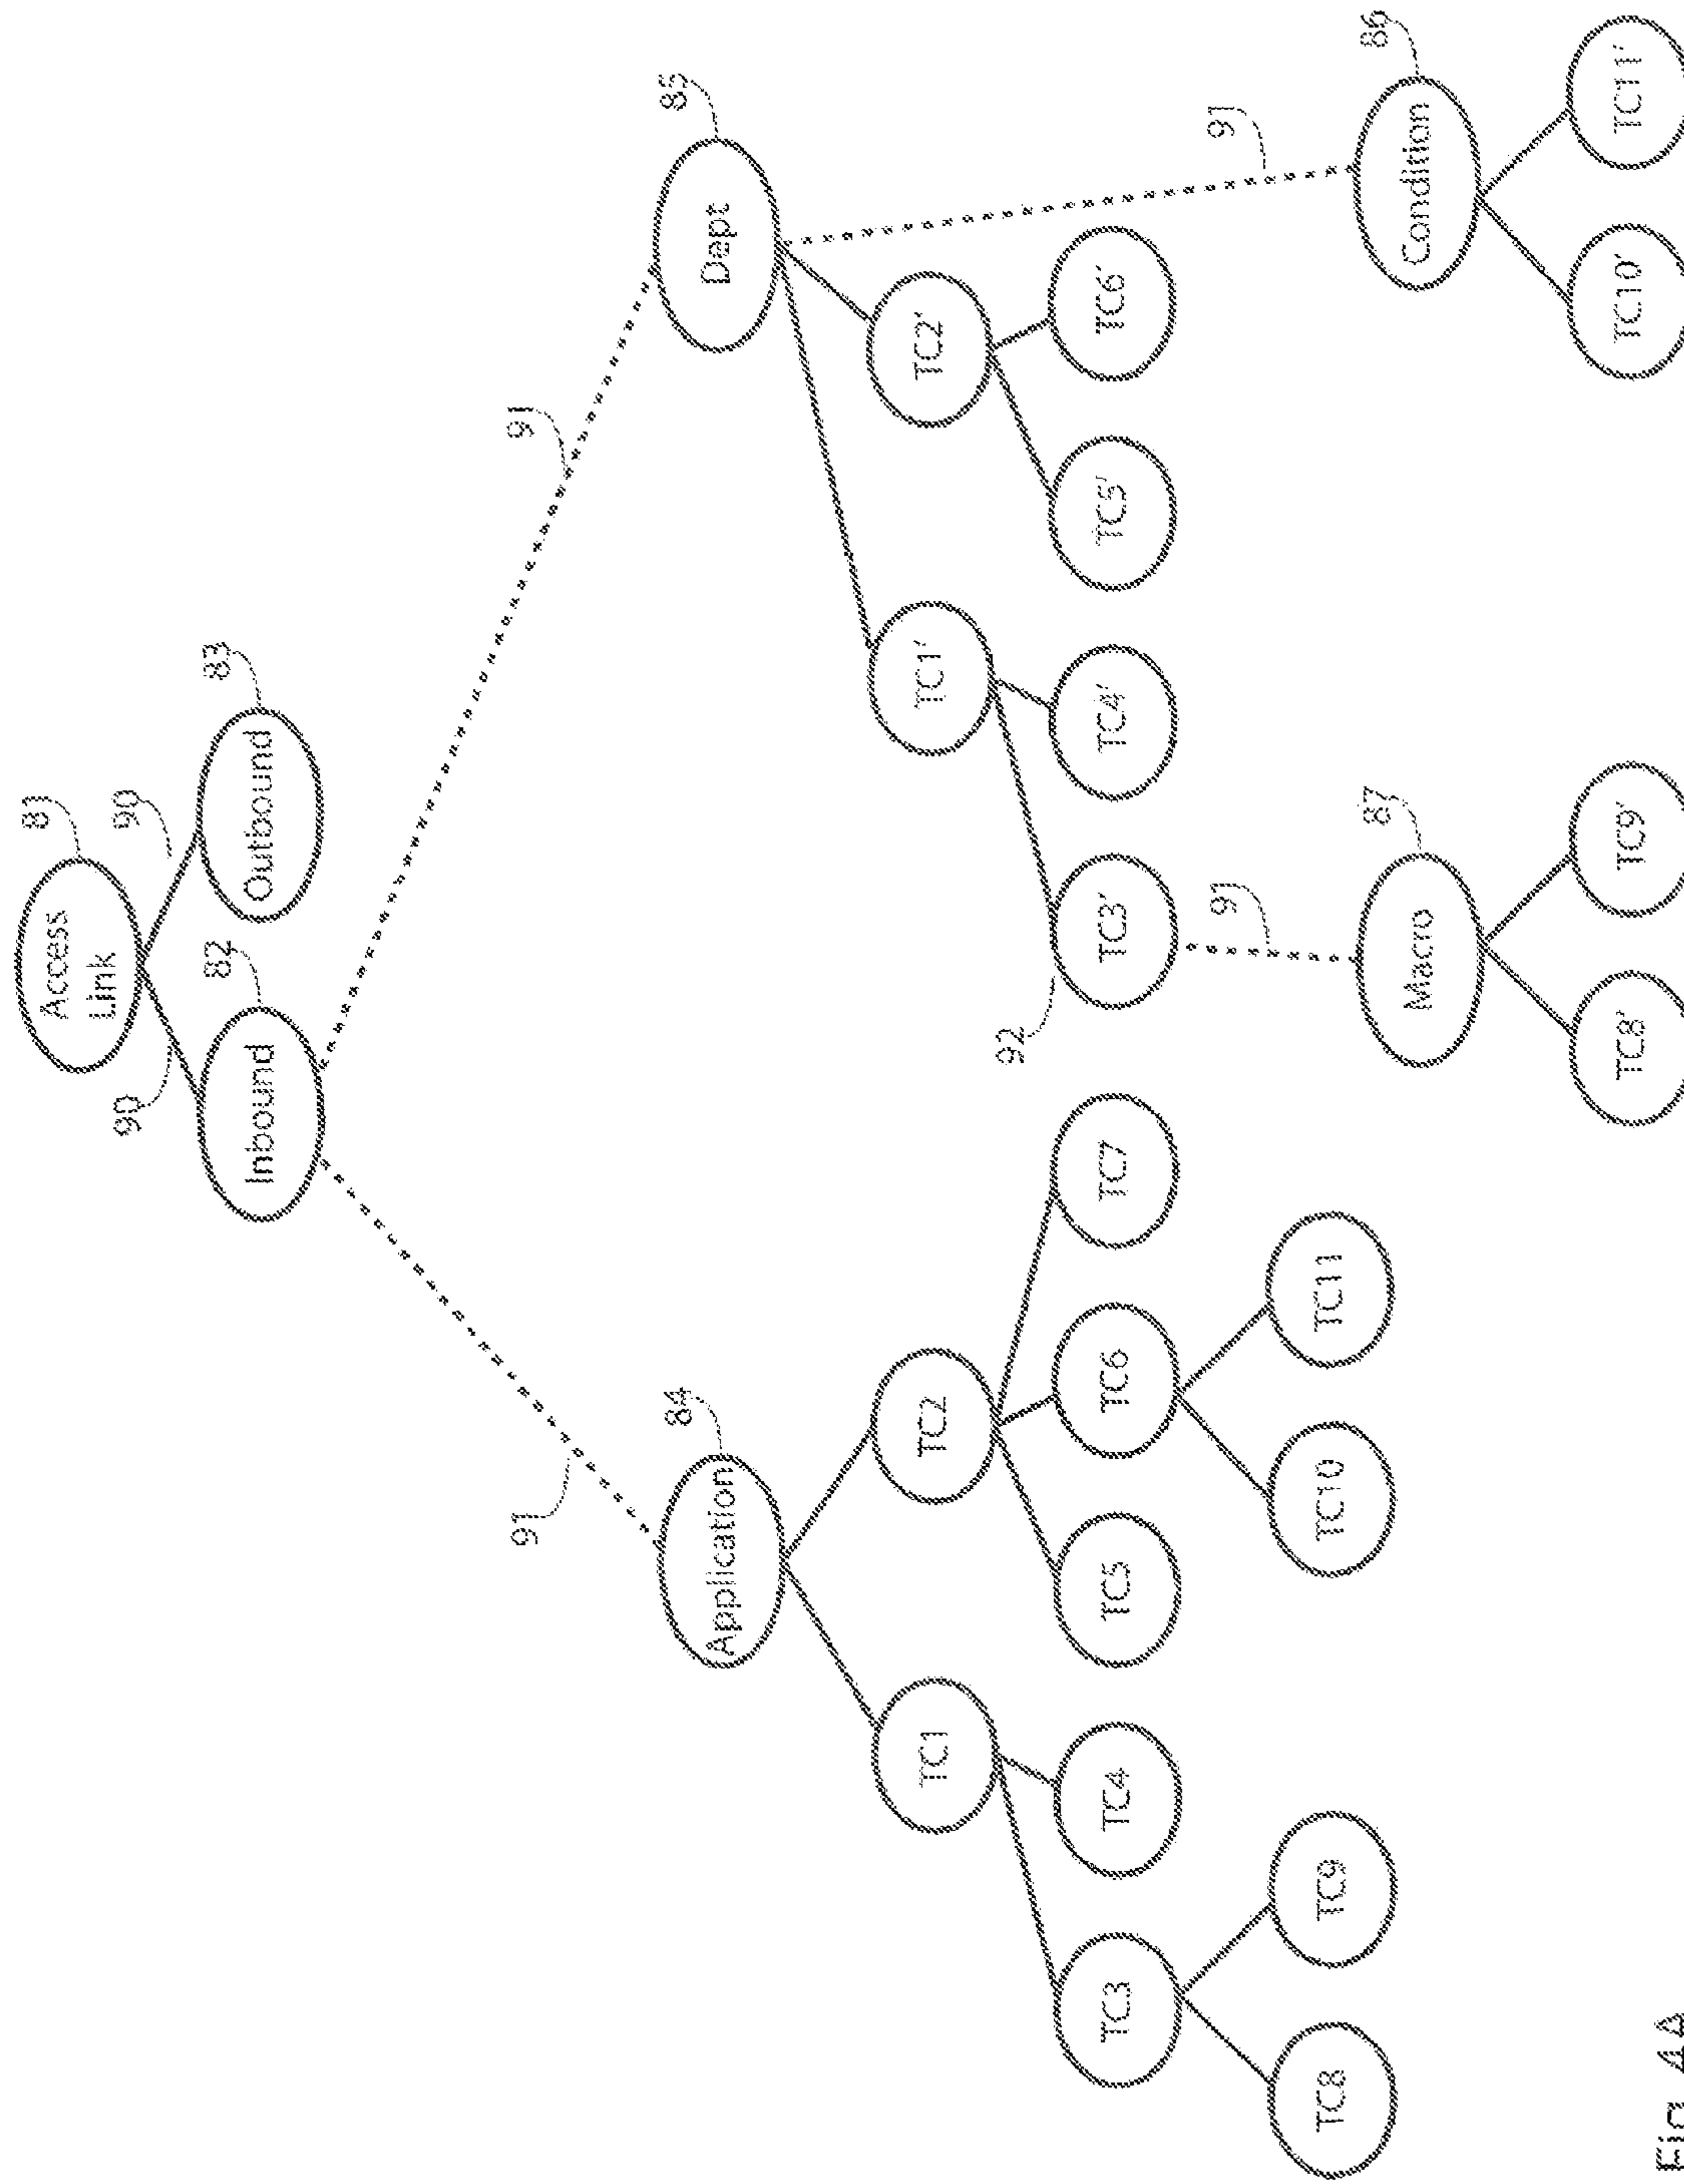 Access
Link
81
90
90
Inbound
82
Outbound
83
91
91
Application
84
Dept
85
TC1
TC2
TC1'
TC2'
TC3
TC4
TC5
TC6
TC7
92
TC3'
TC4'
TC5'
TC6'
91
91
TC8
TC9
TC10
TC11
Macro
87
Condition
86
TC8'
TC9'
TC10'
TC11'
Fig. 4A